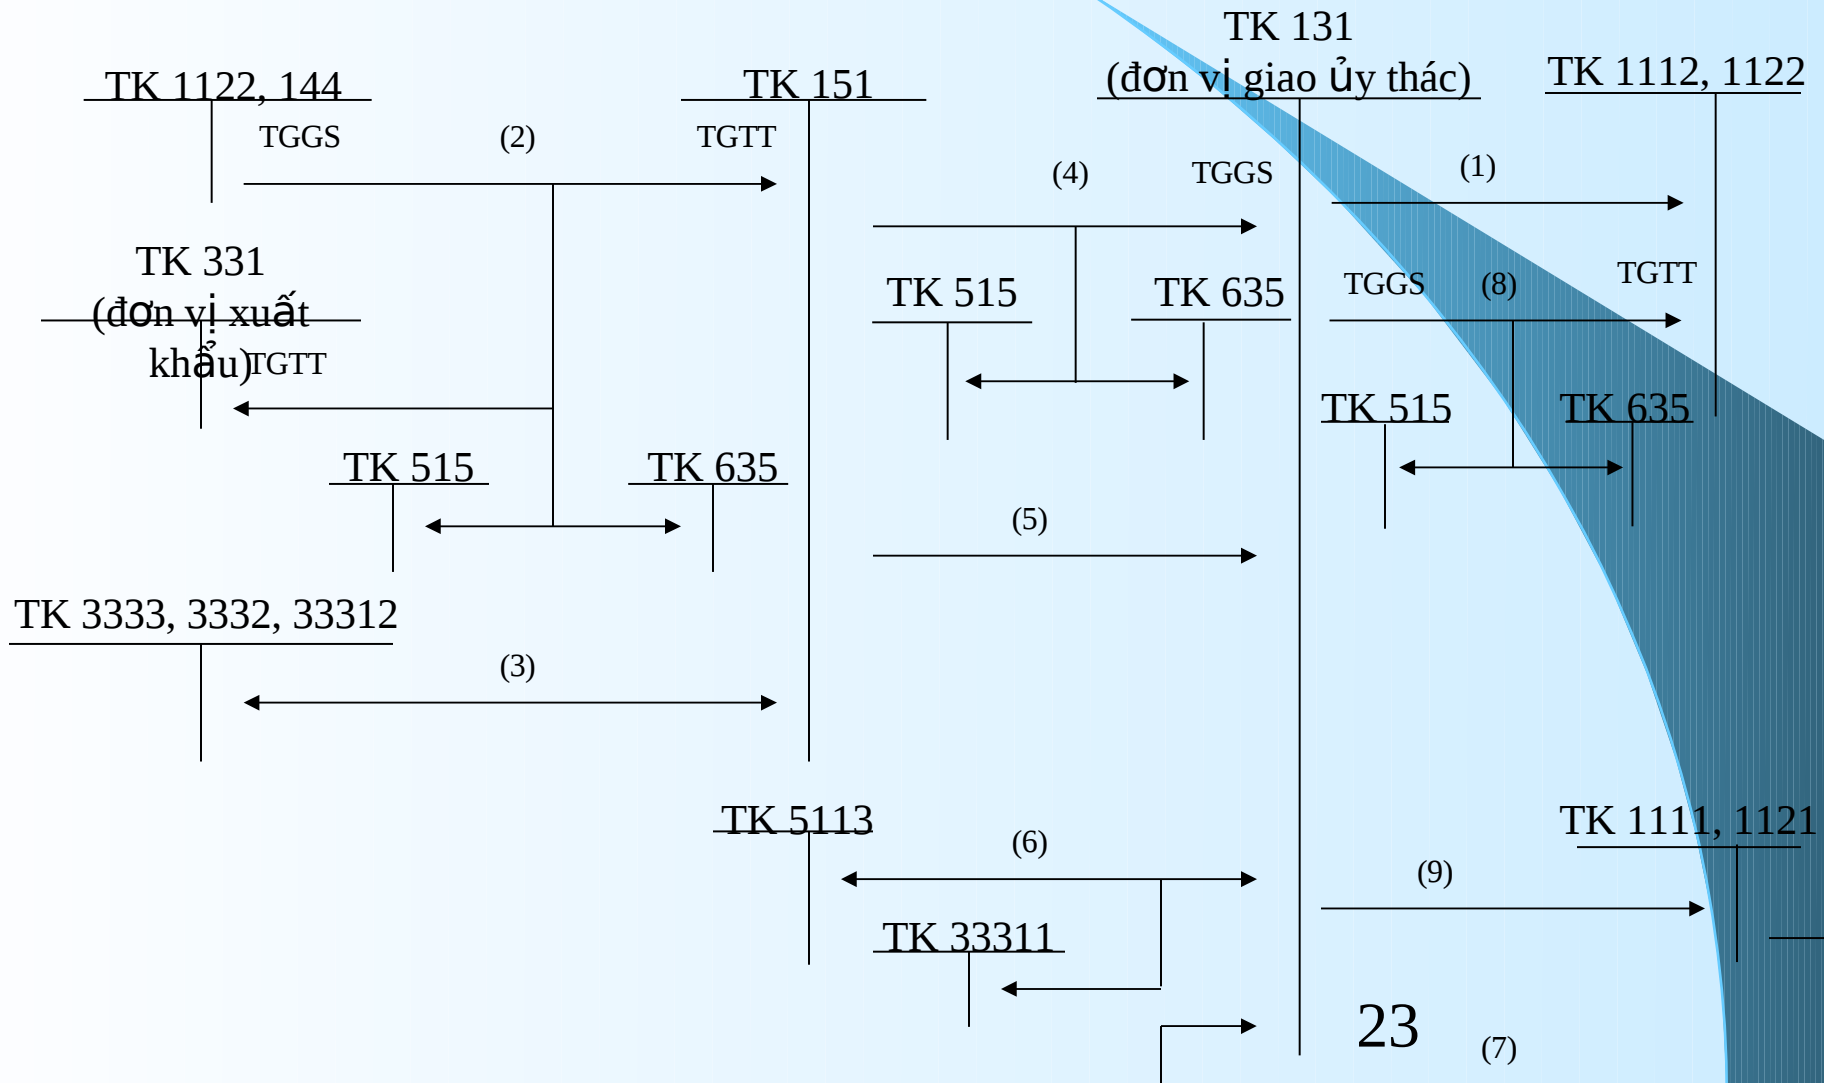 TK 131
(đơn vị giao ủy thác)
TK 1112, 1122
TK 1122, 144
TK 151
TGGS
(2)
TGTT
(4)
TGGS
(1)
TK 331
(đơn vị xuất
khẩu)
TGTT
TK 515
TK 635
TGGS
(8)
TGTT
TK 515
TK 635
TK 515
TK 635
(5)
TK 3333, 3332, 33312
(3)
TK 5113
(6)
TK 1111, 1121
(9)
TK 33311
23
(7)